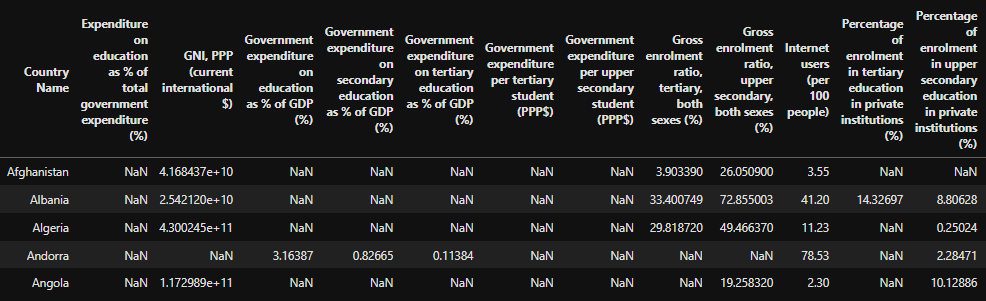 Country Name | Expenditure on education as % of total government expenditure (%) | GNI, PPP (current international $) | Government expenditure on education as % of GDP (%) | Government expenditure on secondary education as % of GDP (%) | Government expenditure on tertiary education as % of GDP (%) | Government expenditure per tertiary student (PPP$) | Government expenditure per upper secondary student (PPP$) | Gross enrolment ratio, tertiary, both sexes (%) | Gross enrolment ratio, upper secondary, both sexes (%) | Internet users (per 100 people) | Percentage of enrolment in tertiary education in private institutions (%) | Percentage of enrolment in upper secondary education in private institutions (%)
Afghanistan | NaN | 4.168437e+10 | NaN | NaN | NaN | NaN | NaN | 3.903390 | 26.050900 | 3.55 | NaN | NaN
Albania | NaN | 2.542120e+10 | NaN | NaN | NaN | NaN | NaN | 33.400749 | 72.855003 | 41.20 | 14.32697 | 8.80628
Algeria | NaN | 4.300245e+11 | NaN | NaN | NaN | NaN | NaN | 29.818720 | 49.466370 | 11.23 | NaN | 0.25024
Andorra | NaN | NaN | 3.16387 | 0.82665 | 0.11384 | NaN | NaN | NaN | NaN | 78.53 | NaN | 2.28471
Angola | NaN | 1.172989e+11 | NaN | NaN | NaN | NaN | NaN | NaN | 19.258320 | 2.30 | NaN | 10.12886